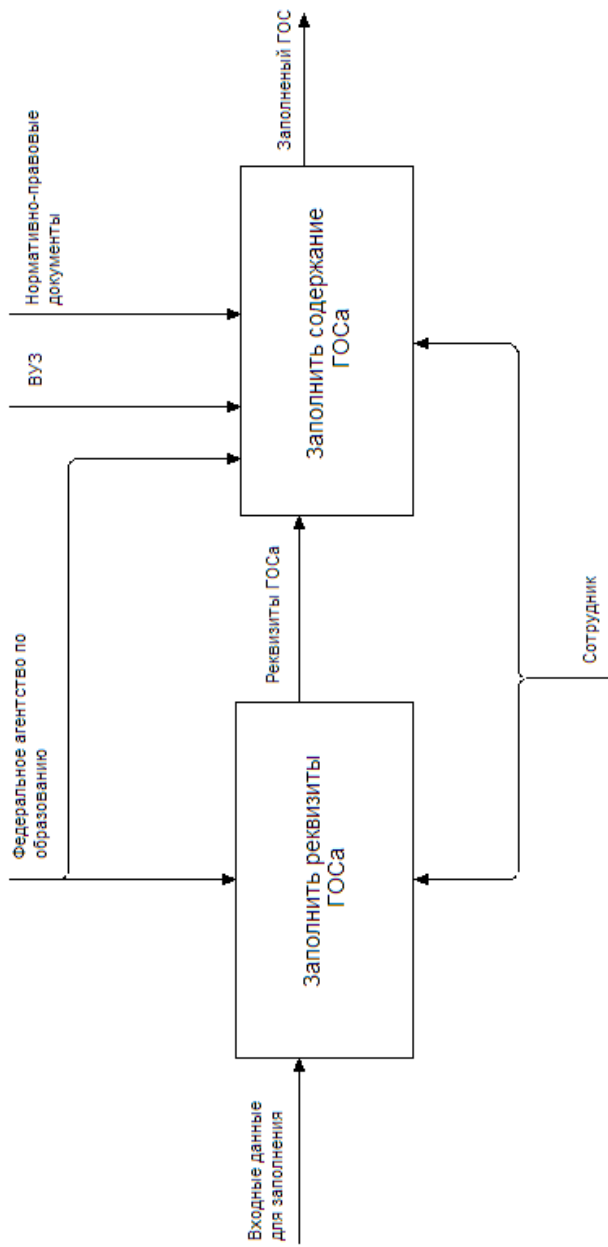 Федеральное агентство по
образованию
ВУЗ
Нормативно-правовые
документы
Входные данные
для заполнения
Заполнить реквизиты
ГОСа
Реквизиты ГОСа
Заполнить содержание
ГОСа
Заполненый ГОС
Сотрудник